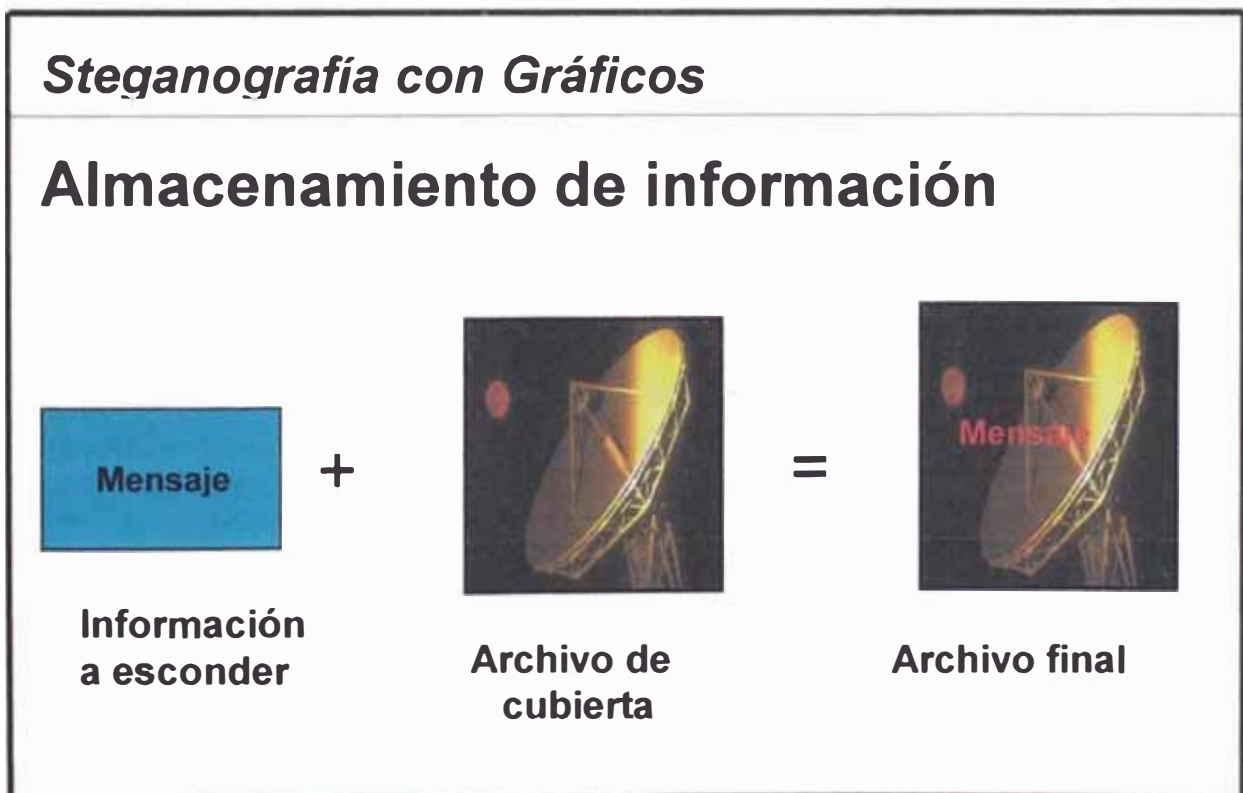 Steganografía con Gráficos
Almacenamiento de información
Mensaje
+
=
Mensaje
Información
a esconder
Archivo de
cubierta
Archivo final